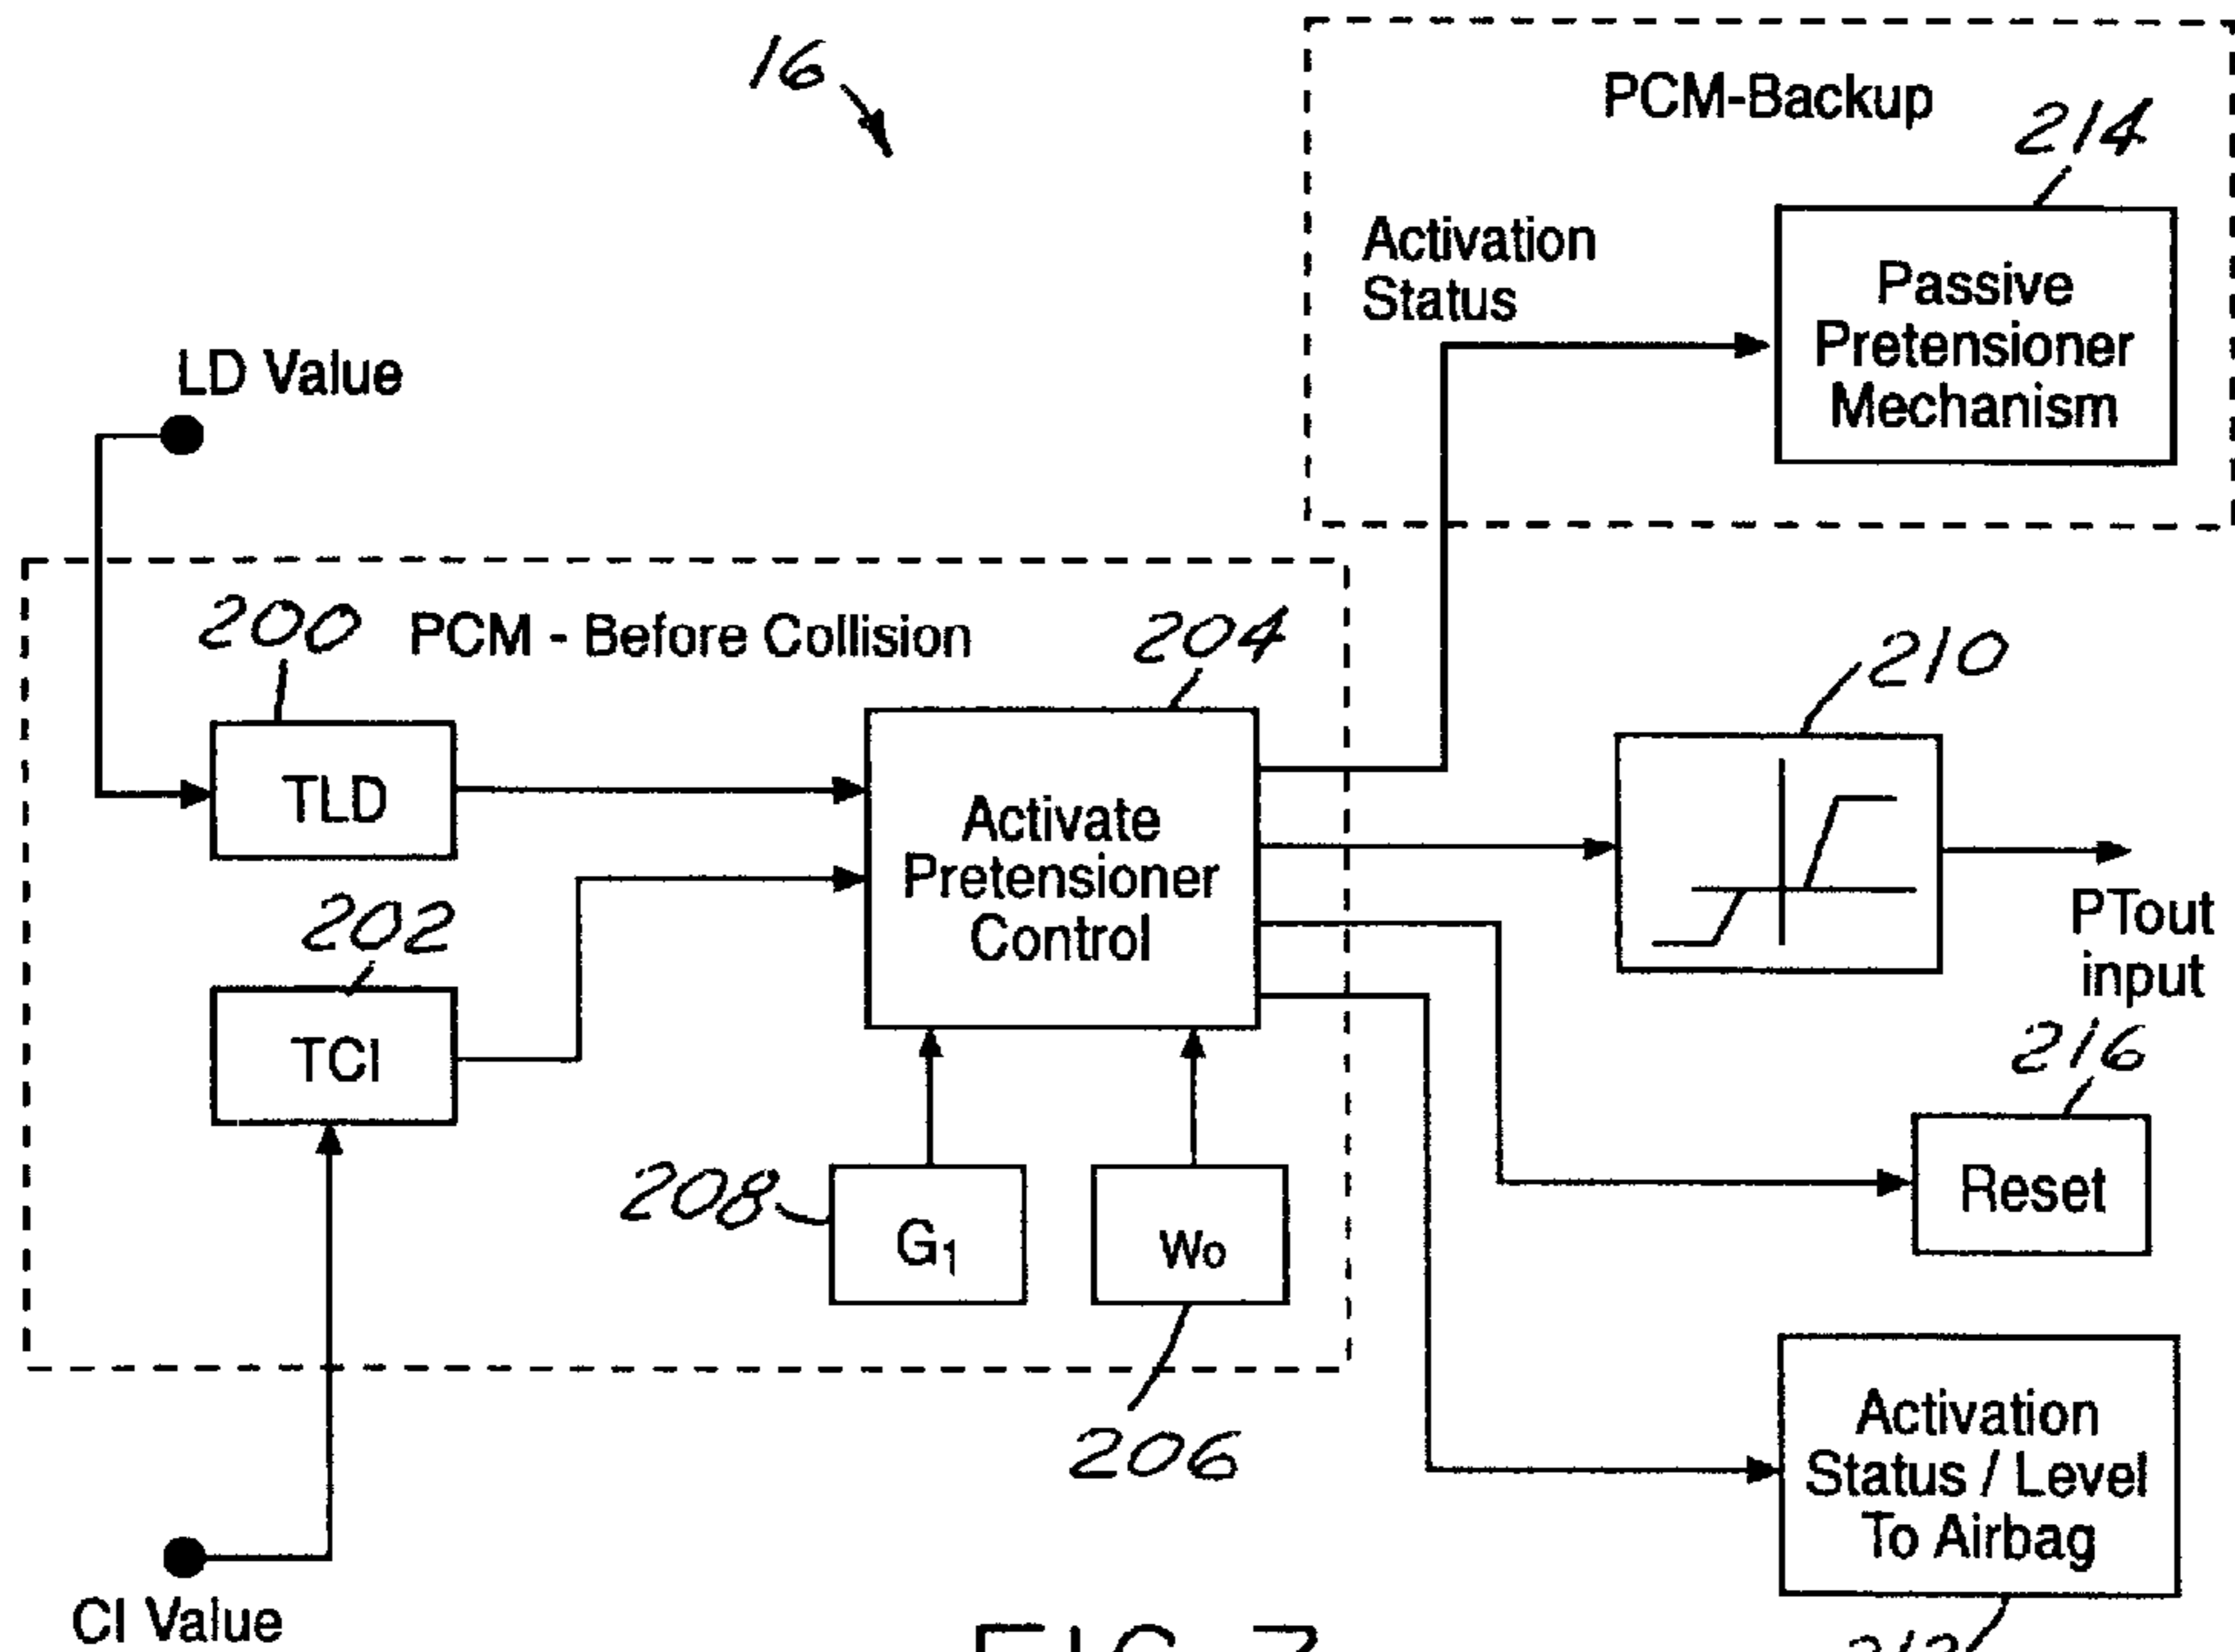 16
PCM-Backup
214
Activation
Status
Passive
Pretensioner
Mechanism
LD Value
200
PCM - Before Collision
204
210
TLD
Activate
Pretensioner
Control
202
TCI
PTout
input
216
Reset
208
G1
Wo
206
Activation
Status / Level
To Airbag
CI Value